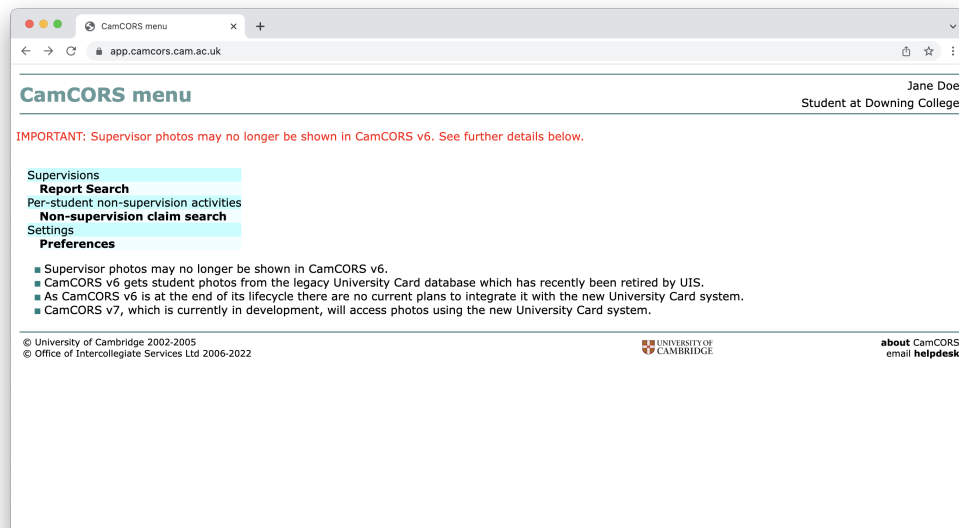 CamCORS menu
app.camcors.cam.ac.uk
CamCORS menu
Jane Doe
Student at Downing College
IMPORTANT: Supervisor photos may no longer be shown in CamCORS v6. See further details below.
Supervisions
Report Search
Per-student non-supervision activities
Non-supervision claim search
Settings
Preferences
Supervisor photos may no longer be shown in CamCORS v6.
CamCORS v6 gets student photos from the legacy University Card database which has recently been retired by UIS.
As CamCORS v6 is at the end of its lifecycle there are no current plans to integrate it with the new University Card system.
CamCORS v7, which is currently in development, will access photos using the new University Card system.
© University of Cambridge 2002-2005
© Office of Intercollegiate Services Ltd 2006-2022
UNIVERSITY OF
CAMBRIDGE
about CamCORS
email helpdesk